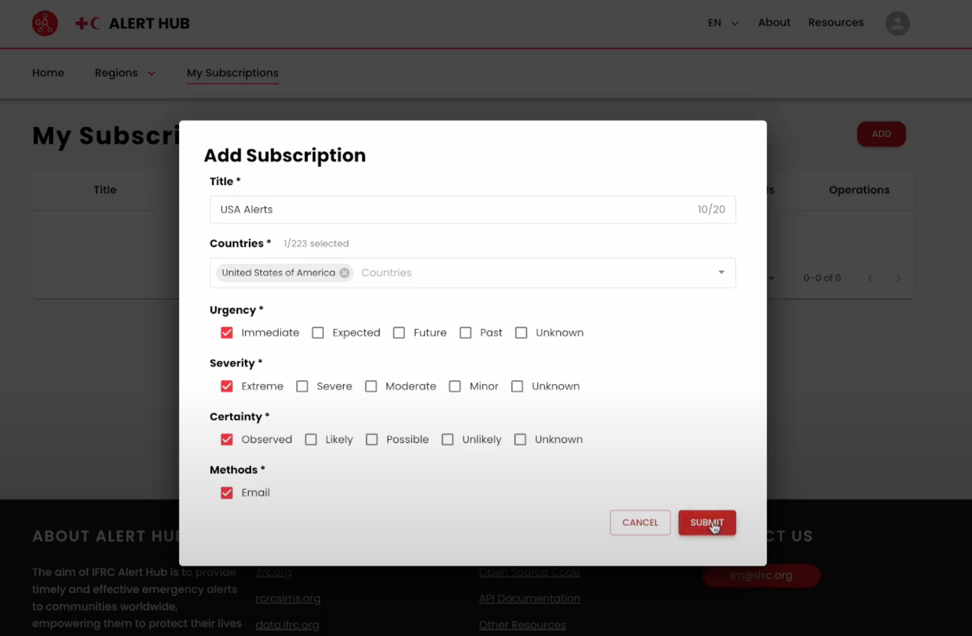 ALERT HUB
EN About Resources
Home Regions My Subscriptions
My Subscri
ADD
Title Operations
0–0 of 0
Add Subscription
Title *
USA Alerts 10/20
Countries * 1/223 selected
United States of America Countries
Urgency *
Immediate Expected Future Past Unknown
Severity *
Extreme Severe Moderate Minor Unknown
Certainty *
Observed Likely Possible Unlikely Unknown
Methods *
Email
CANCEL SUBMIT
ABOUT ALERT HU CT US
The aim of IFRC Alert Hub is to provide ifrc.org Open Source Code im@ifrc.org
timely and effective emergency alerts
to communities worldwide, rcrcsims.org API Documentation
empowering them to protect their lives data.ifrc.org Other Resources